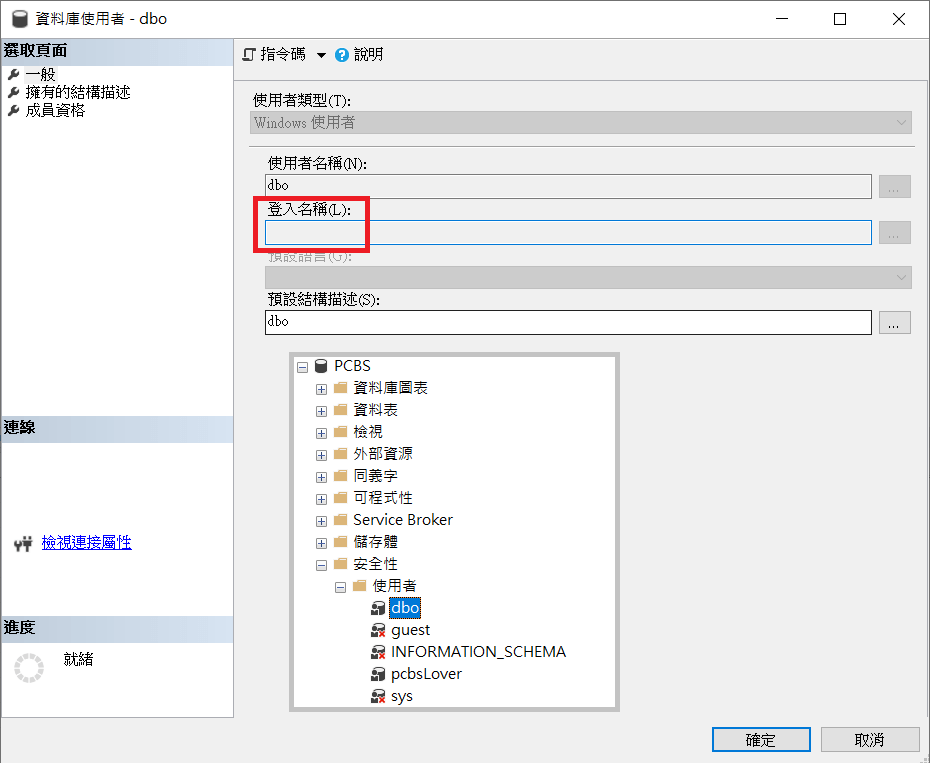 資料庫使用者 - dbo
選取頁面
一般
擁有的結構描述
成員資格
連線
檢視連接屬性
進度
就緒
指令碼
說明
使用者類型(T):
Windows 使用者
使用者名稱(N):
dbo
...
登入名稱(L):
...
預設語言(G):
預設結構描述(S):
dbo
...
PCBS
資料庫圖表
資料表
檢視
外部資源
同義字
可程式性
Service Broker
儲存體
安全性
使用者
dbo
guest
INFORMATION_SCHEMA
pcbsLover
sys
確定
取消